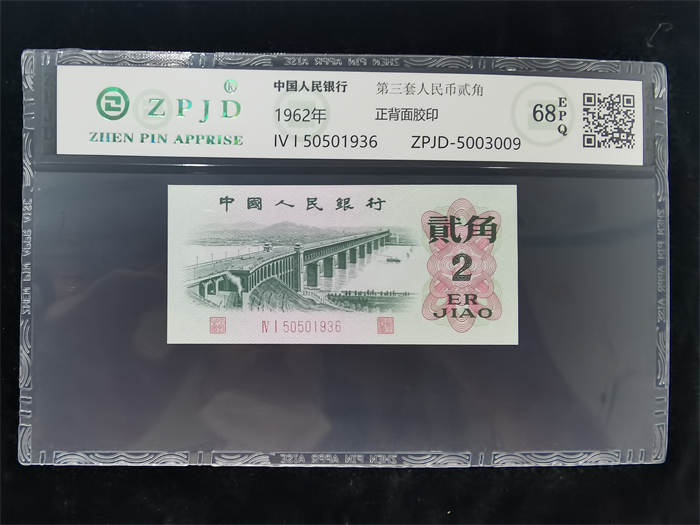 ZPJD
R
ZHEN PIN APPRISE
中国人民银行 第三套人民币贰角
1962年 正背面胶印
IV I 50501936 ZPJD-5003009
68 EPQ
中國人民銀行
貳角
2
ER
JIAO
IV I 50501936